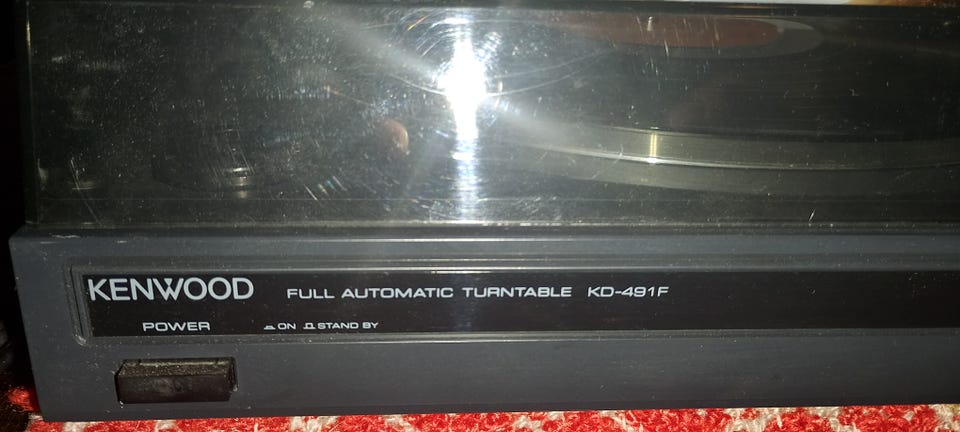 KENWOOD FULL AUTOMATIC TURNTABLE KD-491F
POWER ON STAND BY